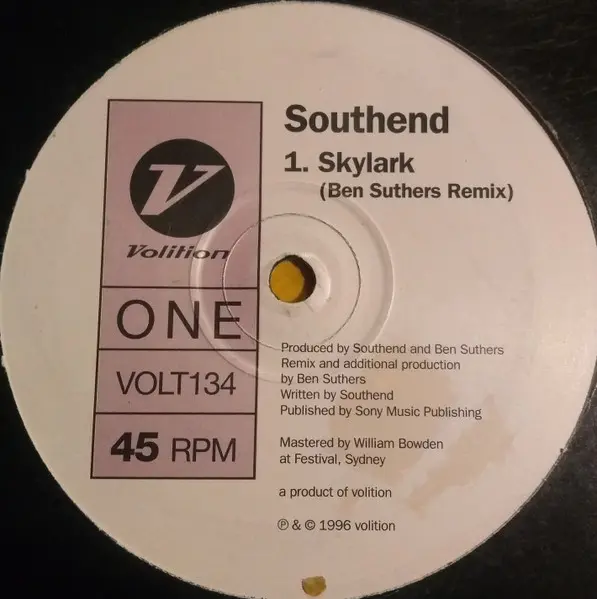 V
Volition
ONE
VOLT134
45 RPM
Southend
1. Skylark
(Ben Suthers Remix)
Produced by Southend and Ben Suthers
Remix and additional production
by Ben Suthers
Written by Southend
Published by Sony Music Publishing
Mastered by William Bowden
at Festival, Sydney
a product of volition
℗ & © 1996 volition